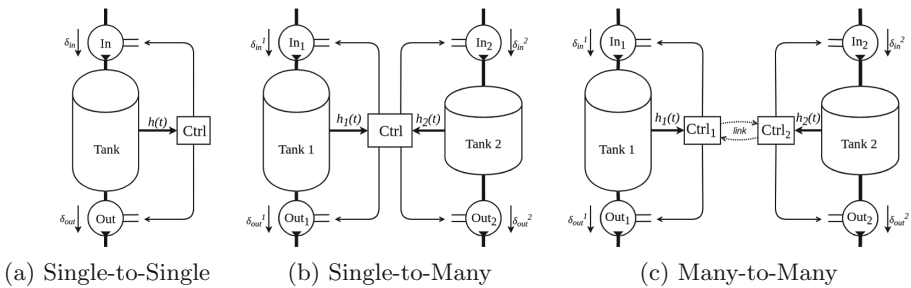 δin In
h(t)
Ctrl
Tank
δout Out
(a) Single-to-Single
δin¹ In₁ In₂ δin²
h₁(t) h₂(t)
Ctrl
Tank 1 Tank 2
δout¹ Out₁ Out₂ δout²
(b) Single-to-Many
δin¹ In₁ In₂ δin²
h₁(t) h₂(t)
Ctrl₁ link Ctrl₂
Tank 1 Tank 2
δout¹ Out₁ Out₂ δout²
(c) Many-to-Many